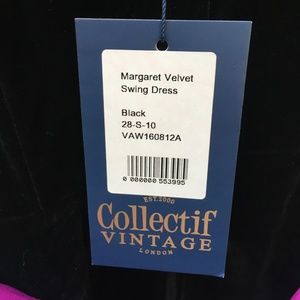 Margaret Velvet
Swing Dress
Black
28-S-10
VAW160812A
0 000000 553995
EST.2000
Collectif
VINTAGE
LONDON